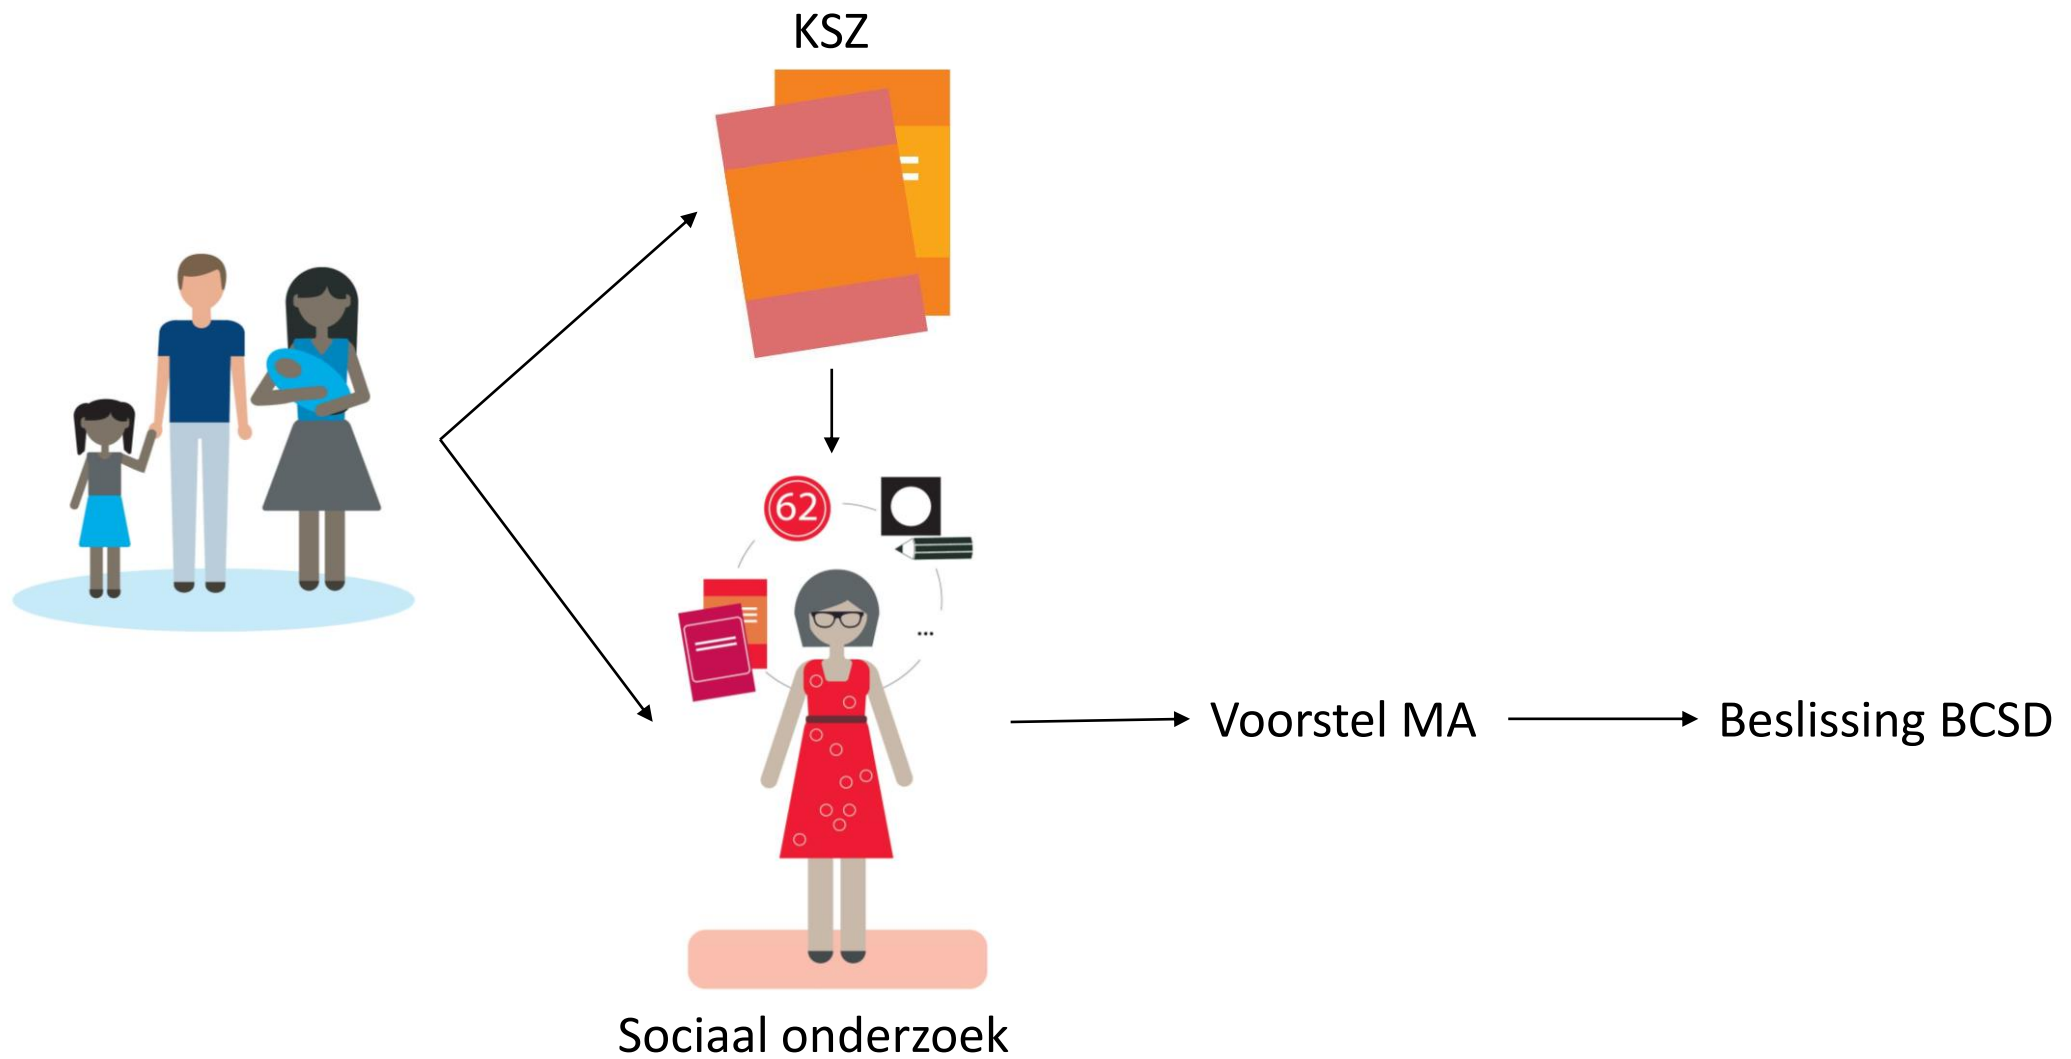 KSZ
62
...
Voorstel MA
Beslissing BCSD
Sociaal onderzoek